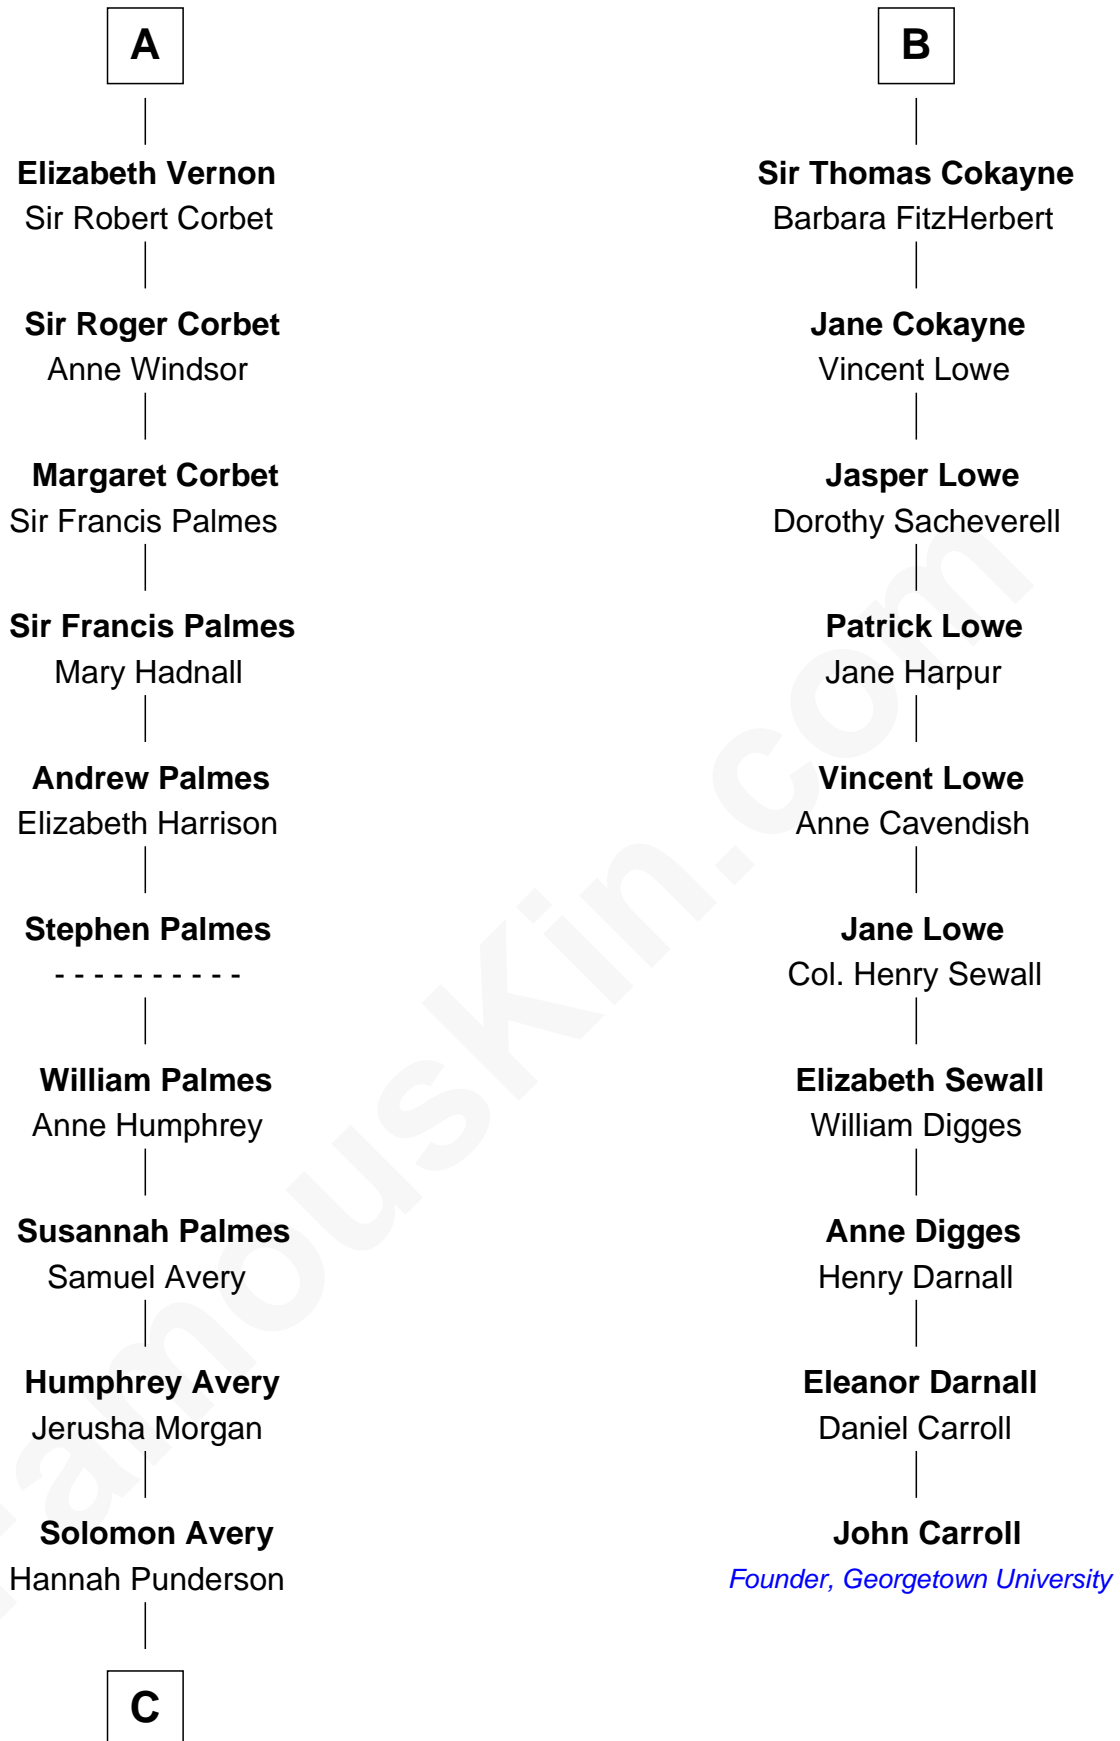 A
Elizabeth Vernon
Sir Robert Corbet
Sir Roger Corbet
Anne Windsor
Margaret Corbet
Sir Francis Palmes
Sir Francis Palmes
Mary Hadnall
Andrew Palmes
Elizabeth Harrison
Stephen Palmes
- - - - - - - - - -
William Palmes
Anne Humphrey
Susannah Palmes
Samuel Avery
Humphrey Avery
Jerusha Morgan
Solomon Avery
Hannah Punderson
C
B
Sir Thomas Cokayne
Barbara FitzHerbert
Jane Cokayne
Vincent Lowe
Jasper Lowe
Dorothy Sacheverell
Patrick Lowe
Jane Harpur
Vincent Lowe
Anne Cavendish
Jane Lowe
Col. Henry Sewall
Elizabeth Sewall
William Digges
Anne Digges
Henry Darnall
Eleanor Darnall
Daniel Carroll
John Carroll
Founder, Georgetown University
FamousKin.com